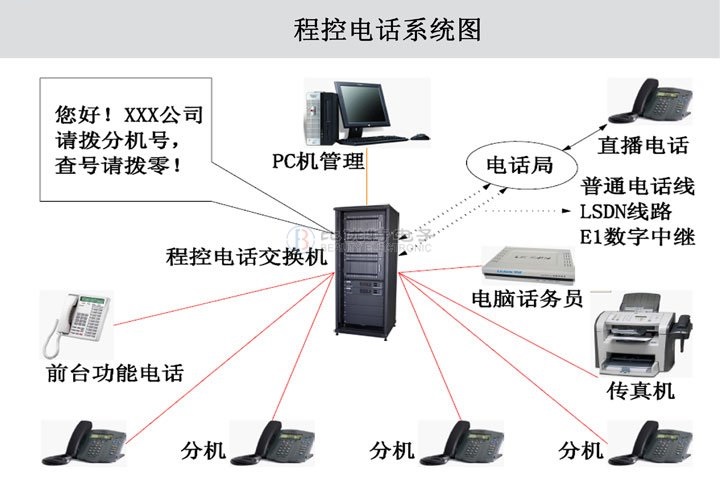 程控电话系统图
您好！XXX公司
请拨分机号，
查号请拨零！
PC机管理
电话局
直播电话
普通电话线
LSDN线路
E1数字中继
程控电话交换机
电脑话务员
前台功能电话
传真机
分机
分机
分机